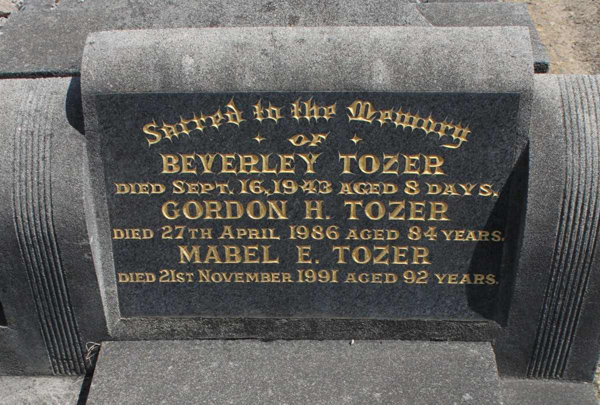 Sacred to the Memory
OF
BEVERLEY TOZER
DIED SEPT. 16, 1943 AGED 8 DAYS.
GORDON H. TOZER
DIED 27TH APRIL 1986 AGED 84 YEARS.
MABEL E. TOZER
DIED 21ST NOVEMBER 1991 AGED 92 YEARS.